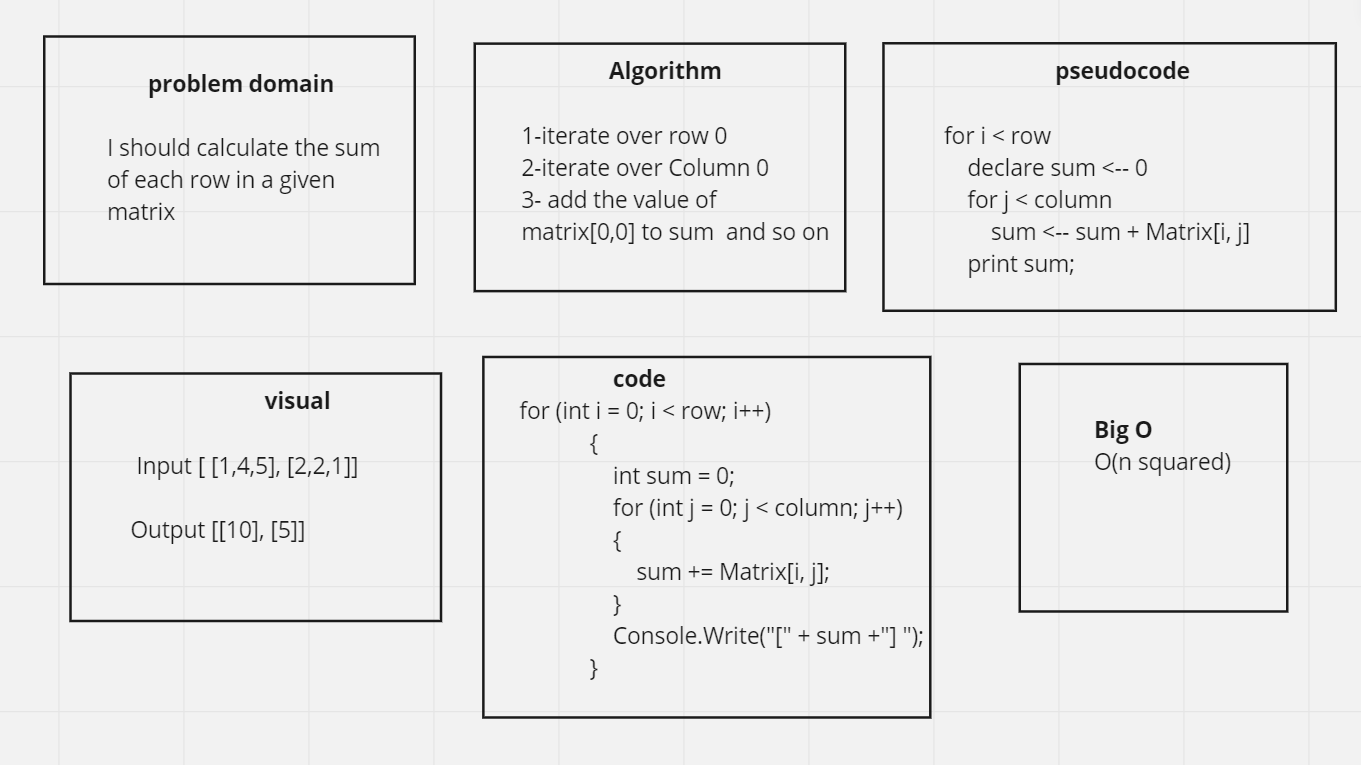 problem domain
I should calculate the sum
of each row in a given
matrix
Algorithm
1-iterate over row 0
2-iterate over Column 0
3- add the value of
matrix[0,0] to sum  and so on
pseudocode
for i < row
declare sum <-- 0
for j < column
sum <-- sum + Matrix[i, j]
print sum;
visual
Input [ [1,4,5], [2,2,1]]
Output [[10], [5]]
code
for (int i = 0; i < row; i++)
{
int sum = 0;
for (int j = 0; j < column; j++)
{
sum += Matrix[i, j];
}
Console.Write("[" + sum +"] ");
}
Big O
O(n squared)